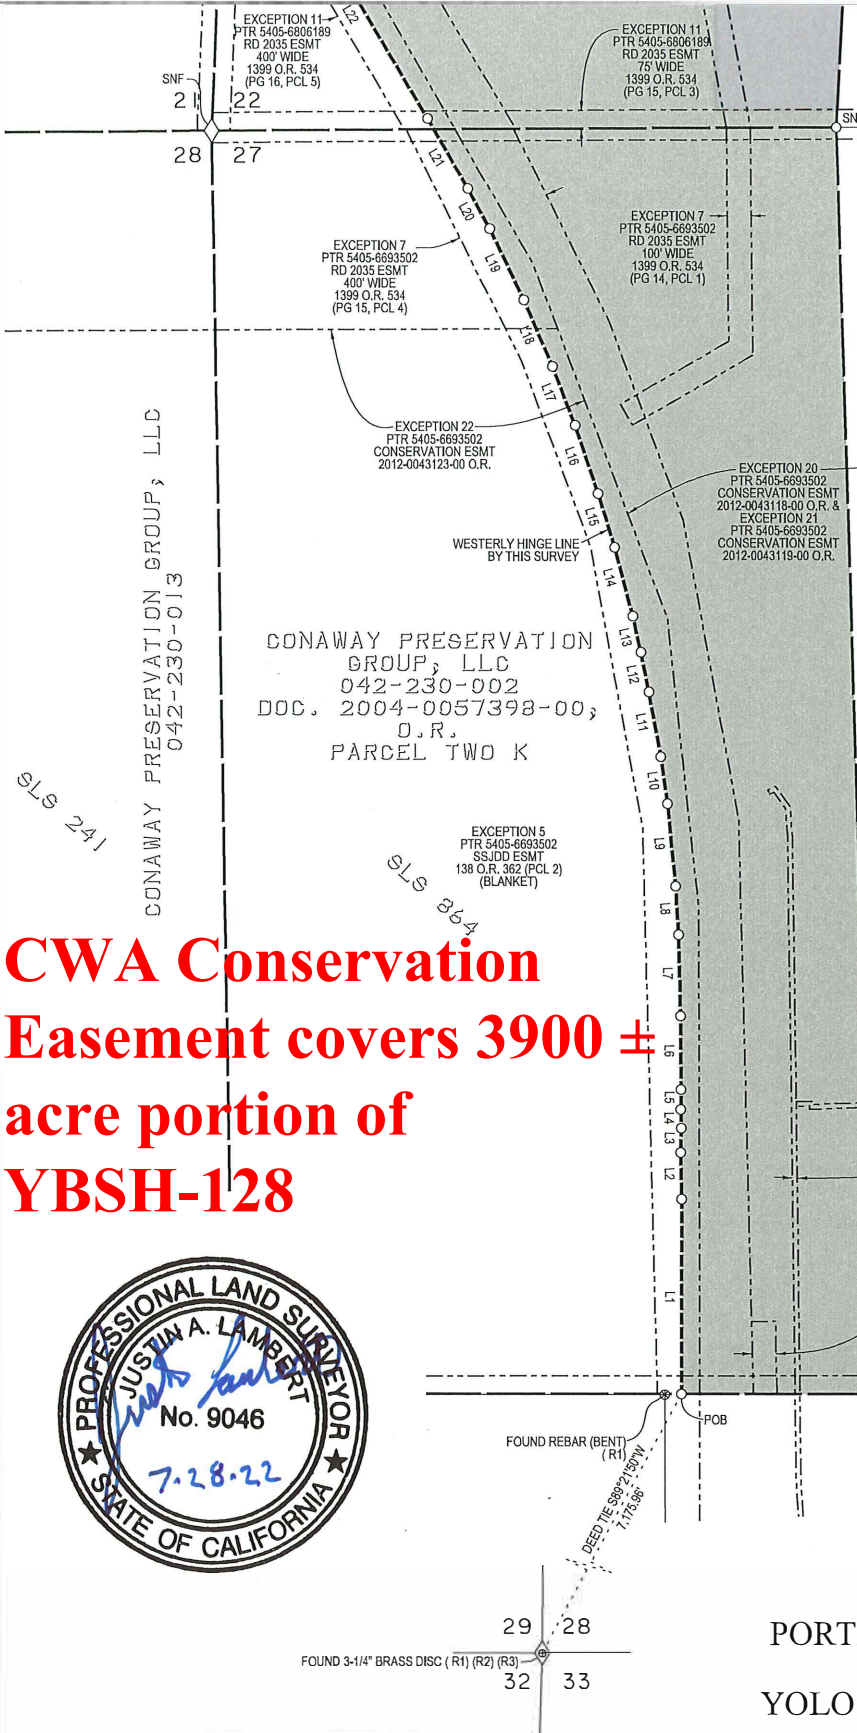 EXCEPTION 11
PTR 5405-6806189
RD 2035 ESMT
400' WIDE
1399 O.R. 534
(PG 16, PCL 5)
L22
EXCEPTION 11
PTR 5405-6806189
RD 2035 ESMT
75' WIDE
1399 O.R. 534
(PG 15, PCL 3)
SNF
21 22
28 27
SN
L21
L20
L19
L18
L17
L16
L15
L14
L13
L12
L11
L10
L9
L8
L7
L6
L5
L4
L3
L2
L1
EXCEPTION 7
PTR 5405-6693502
RD 2035 ESMT
400' WIDE
1399 O.R. 534
(PG 15, PCL 4)
EXCEPTION 7
PTR 5405-6693502
RD 2035 ESMT
100' WIDE
1399 O.R. 534
(PG 14, PCL 1)
EXCEPTION 22
PTR 5405-6693502
CONSERVATION ESMT
2012-0043123-00 O.R.
EXCEPTION 20
PTR 5405-6693502
CONSERVATION ESMT
2012-0043118-00 O.R. &
EXCEPTION 21
PTR 5405-6693502
CONSERVATION ESMT
2012-0043119-00 O.R.
WESTERLY HINGE LINE
BY THIS SURVEY
CONAWAY PRESERVATION GROUP, LLC
042-230-013
CONAWAY PRESERVATION
GROUP, LLC
042-230-002
DOC. 2004-0057398-00,
O.R.
PARCEL TWO K
SLS 241
EXCEPTION 5
PTR 5405-6693502
SSJDD ESMT
138 O.R. 362 (PCL 2)
(BLANKET)
SLS 864
CWA Conservation
Easement covers 3900 ±
acre portion of
YBSH-128
PROFESSIONAL LAND SURVEYOR
JUSTIN A. LAMBERT
No. 9046
7-28-22
STATE OF CALIFORNIA
POB
FOUND REBAR (BENT)
(R1)
DEED TIE S89°21'50"W
7,175.96'
29 28
32 33
FOUND 3-1/4" BRASS DISC (R1) (R2) (R3)
PORT
YOLO